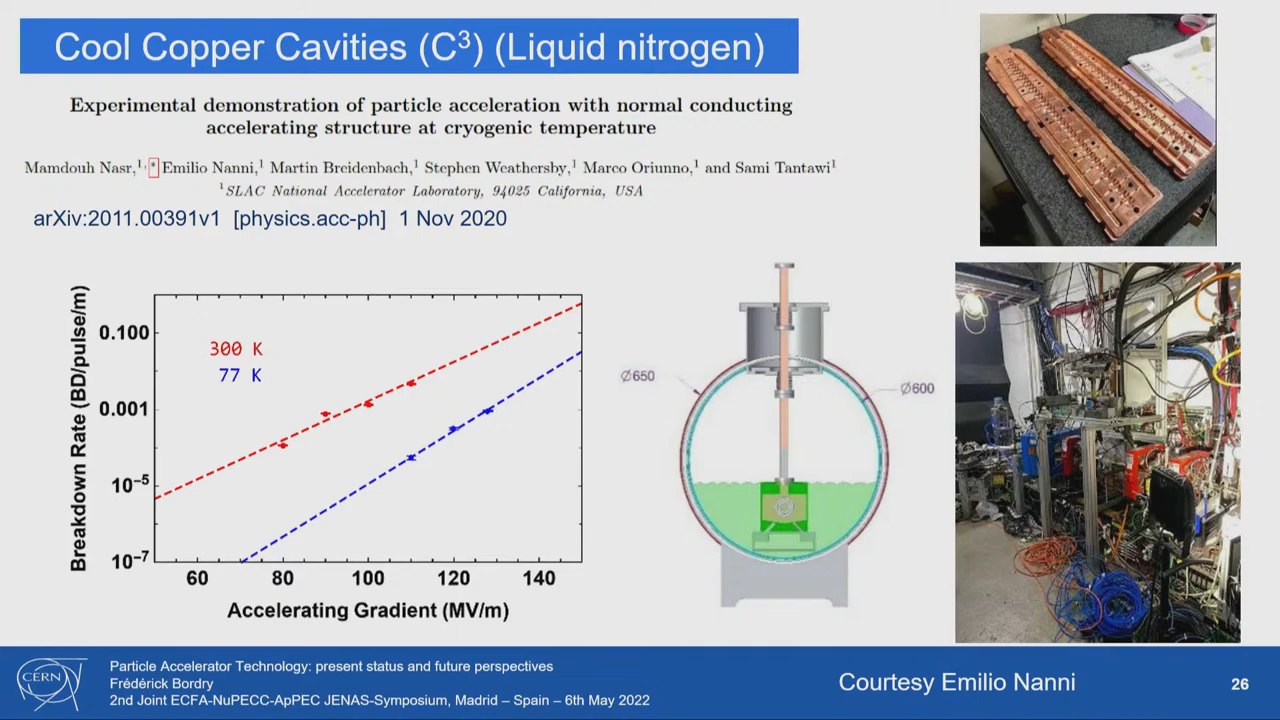 Cool Copper Cavities (C³) (Liquid nitrogen)
Experimental demonstration of particle acceleration with normal conducting
accelerating structure at cryogenic temperature
Mamdouh Nasr,¹,* Emilio Nanni,¹ Martin Breidenbach,¹ Stephen Weathersby,¹ Marco Oriunno,¹ and Sami Tantawi¹
¹SLAC National Accelerator Laboratory, 94025 California, USA
arXiv:2011.00391v1 [physics.acc-ph] 1 Nov 2020
Breakdown Rate (BD/pulse/m)
0.100
0.001
10⁻⁵
10⁻⁷
300 K
77 K
60 80 100 120 140
Accelerating Gradient (MV/m)
Ø650
Ø600
CERN
Particle Accelerator Technology: present status and future perspectives
Frédérick Bordry
2nd Joint ECFA-NuPECC-ApPEC JENAS-Symposium, Madrid – Spain – 6th May 2022
Courtesy Emilio Nanni
26